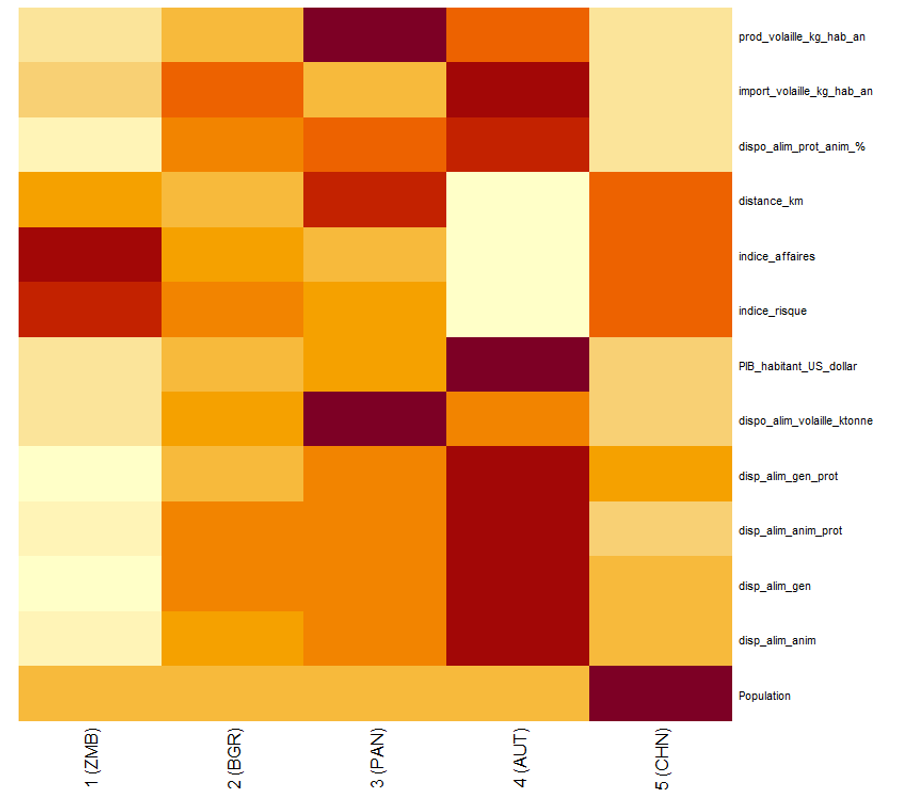 prod_volaille_kg_hab_an
import_volaille_kg_hab_an
dispo_alim_prot_anim_%
distance_km
indice_affaires
indice_risque
PIB_habitant_US_dollar
dispo_alim_volaille_ktonne
disp_alim_gen_prot
disp_alim_anim_prot
disp_alim_gen
disp_alim_anim
Population
1 (ZMB)
2 (BGR)
3 (PAN)
4 (AUT)
5 (CHN)